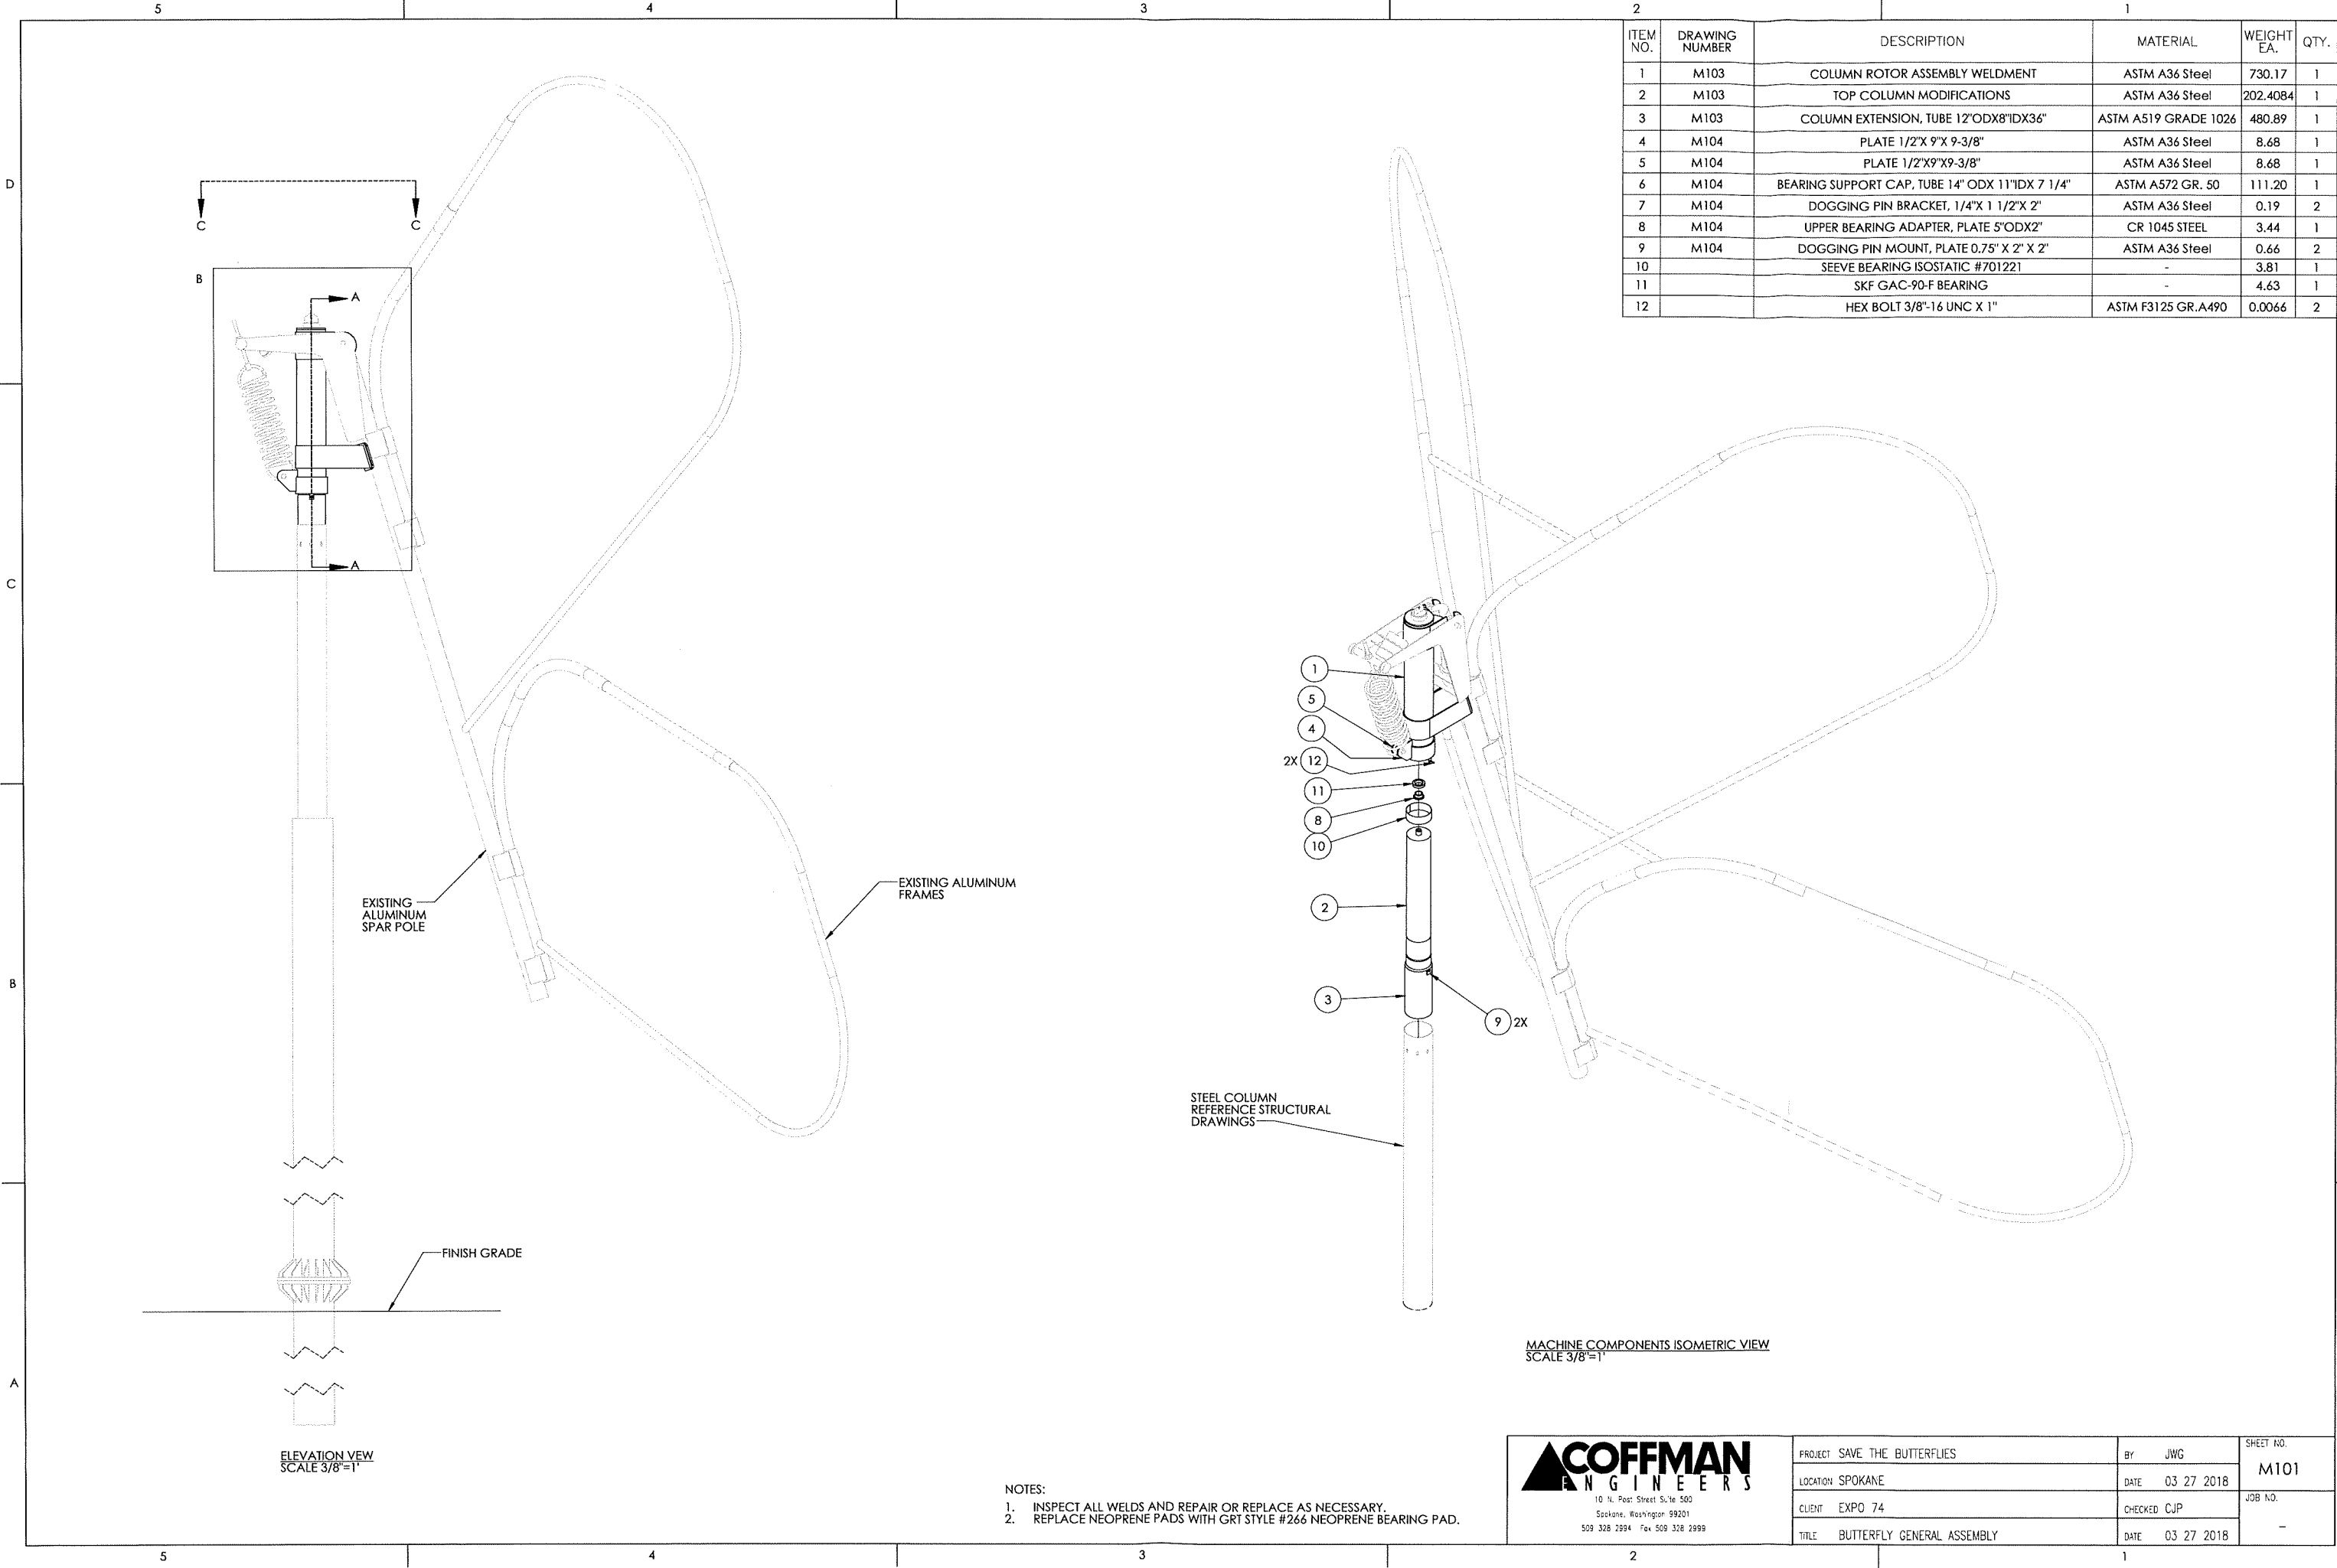 5 4 3 2 1
ITEM NO. DRAWING NUMBER DESCRIPTION MATERIAL WEIGHT EA. QTY.
1 M103 COLUMN ROTOR ASSEMBLY WELDMENT ASTM A36 Steel 730.17 1
2 M103 TOP COLUMN MODIFICATIONS ASTM A36 Steel 202.4084 1
3 M103 COLUMN EXTENSION, TUBE 12"ODX8"IDX36" ASTM A519 GRADE 1026 480.89 1
4 M104 PLATE 1/2"X 9"X 9-3/8" ASTM A36 Steel 8.68 1
5 M104 PLATE 1/2"X9"X9-3/8" ASTM A36 Steel 8.68 1
6 M104 BEARING SUPPORT CAP, TUBE 14" ODX 11"IDX 7 1/4" ASTM A572 GR. 50 111.20 1
7 M104 DOGGING PIN BRACKET, 1/4"X 1 1/2"X 2" ASTM A36 Steel 0.19 2
8 M104 UPPER BEARING ADAPTER, PLATE 5"ODX2" CR 1045 STEEL 3.44 1
9 M104 DOGGING PIN MOUNT, PLATE 0.75" X 2" X 2" ASTM A36 Steel 0.66 2
10 SEEVE BEARING ISOSTATIC #701221 - 3.81 1
11 SKF GAC-90-F BEARING - 4.63 1
12 HEX BOLT 3/8"-16 UNC X 1" ASTM F3125 GR.A490 0.0066 2
D
C
B
A
C C
B
A
A
EXISTING
ALUMINUM
SPAR POLE
EXISTING ALUMINUM
FRAMES
FINISH GRADE
ELEVATION VEW
SCALE 3/8"=1'
1
5
4
2X 12
11
8
10
2
3
9 2X
STEEL COLUMN
REFERENCE STRUCTURAL
DRAWINGS
MACHINE COMPONENTS ISOMETRIC VIEW
SCALE 3/8"=1'
NOTES:
1. INSPECT ALL WELDS AND REPAIR OR REPLACE AS NECESSARY.
2. REPLACE NEOPRENE PADS WITH GRT STYLE #266 NEOPRENE BEARING PAD.
COFFMAN
ENGINEERS
10 N. Post Street Suite 500
Spokane, Washington 99201
509 328 2994 Fax 509 328 2999
PROJECT SAVE THE BUTTERFLIES
LOCATION SPOKANE
CLIENT EXPO 74
TITLE BUTTERFLY GENERAL ASSEMBLY
BY JWG
DATE 03 27 2018
CHECKED CJP
DATE 03 27 2018
SHEET NO.
M101
JOB NO.
-
5 4 3 2 1